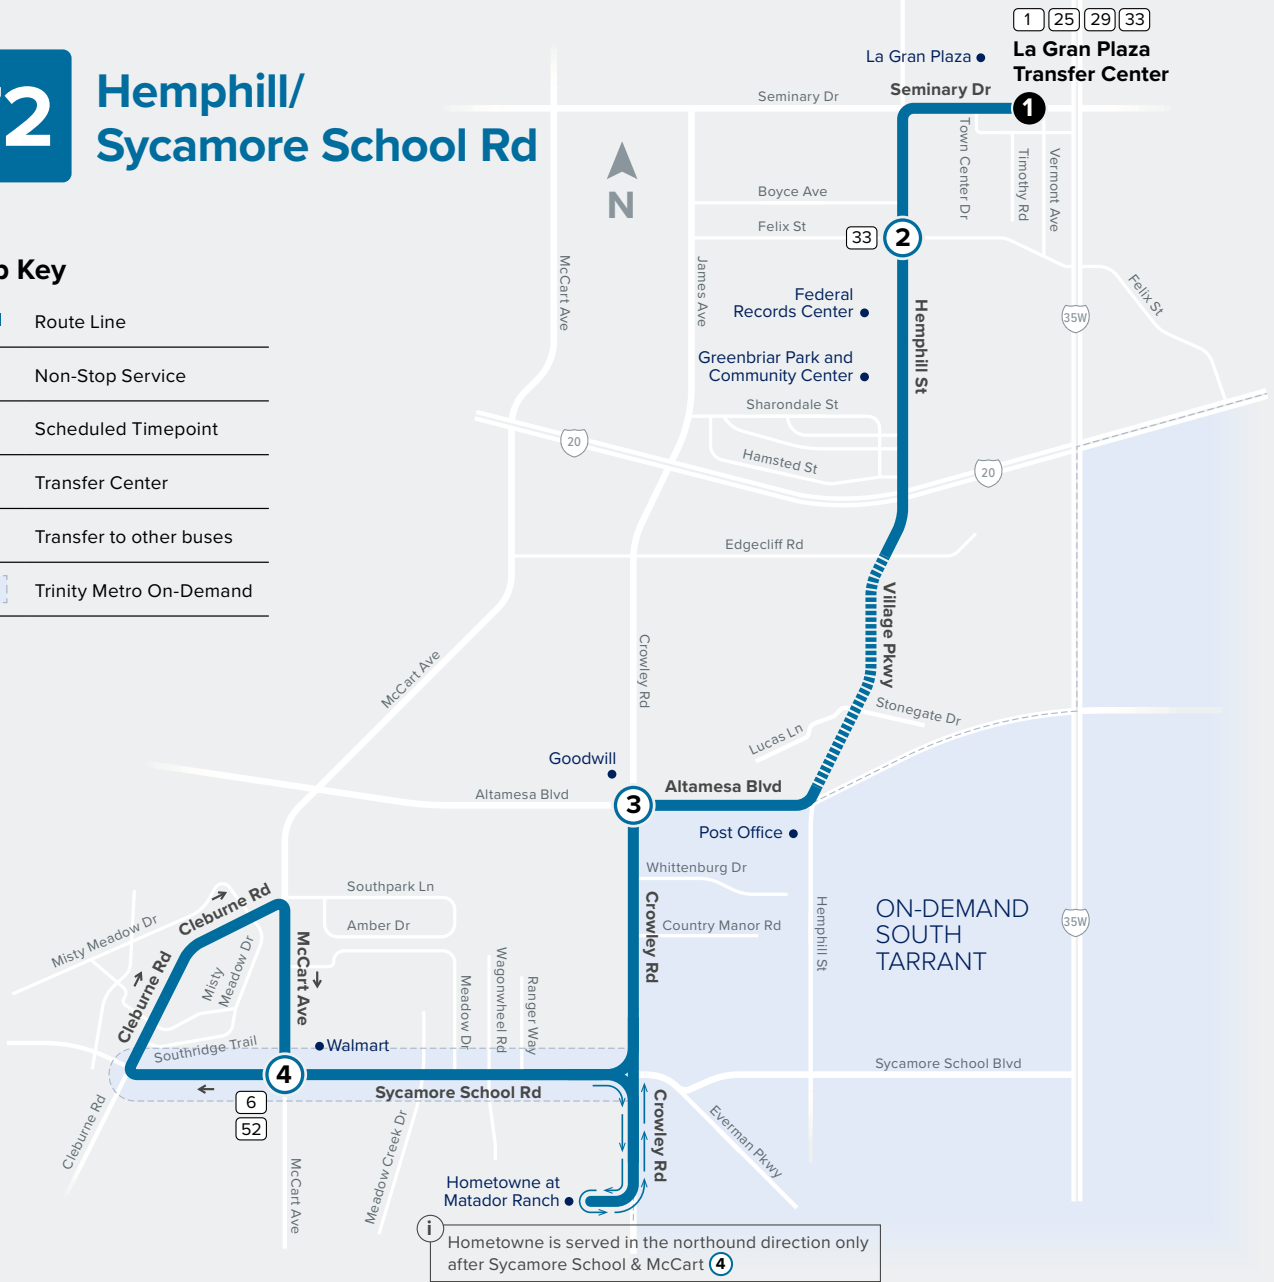 1 25 29 33
La Gran Plaza
Transfer Center
La Gran Plaza
Seminary Dr
Seminary Dr
1
2
Hemphill/
Sycamore School Rd
N
Town Center Dr
Timothy Rd
Vermont Ave
Boyce Ave
Felix St
33
2
Key
Route Line
Non-Stop Service
Scheduled Timepoint
Transfer Center
Transfer to other buses
Trinity Metro On-Demand
McCart Ave
James Ave
Federal
Records Center
Hemphill St
35W
Felix St
Greenbriar Park and
Community Center
Sharondale St
Hamsted St
20
20
Edgecliff Rd
Village Pkwy
McCart Ave
Crowley Rd
Stonegate Dr
Lucas Ln
Goodwill
Altamesa Blvd
3
Altamesa Blvd
Post Office
Whittenburg Dr
Country Manor Rd
Crowley Rd
Hemphill St
ON-DEMAND
SOUTH
TARRANT
35W
Southpark Ln
Amber Dr
Cleburne Rd
Misty Meadow Dr
Cleburne Rd
Misty
Meadow Dr
McCart Ave
Meadow Dr
Wagonwheel Rd
Ranger Way
Southridge Trail
Walmart
4
Sycamore School Rd
Sycamore School Blvd
6
52
Cleburne Rd
McCart Ave
Meadow Creek Dr
Crowley Rd
Everman Pkwy
Hometowne at
Matador Ranch
i
Hometowne is served in the northound direction only
after Sycamore School & McCart 4